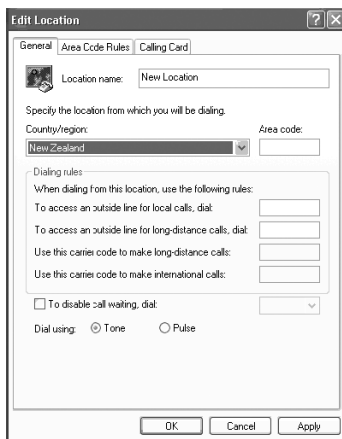 Edit Location
General Area Code Rules Calling Card
Location name: New Location
Specify the location from which you will be dialing.
Country/region: Area code:
New Zealand
Dialing rules
When dialing from this location, use the following rules:
To access an outside line for local calls, dial:
To access an outside line for long-distance calls, dial:
Use this carrier code to make long-distance calls:
Use this carrier code to make international calls:
To disable call waiting, dial:
Dial using: Tone Pulse
OK Cancel Apply